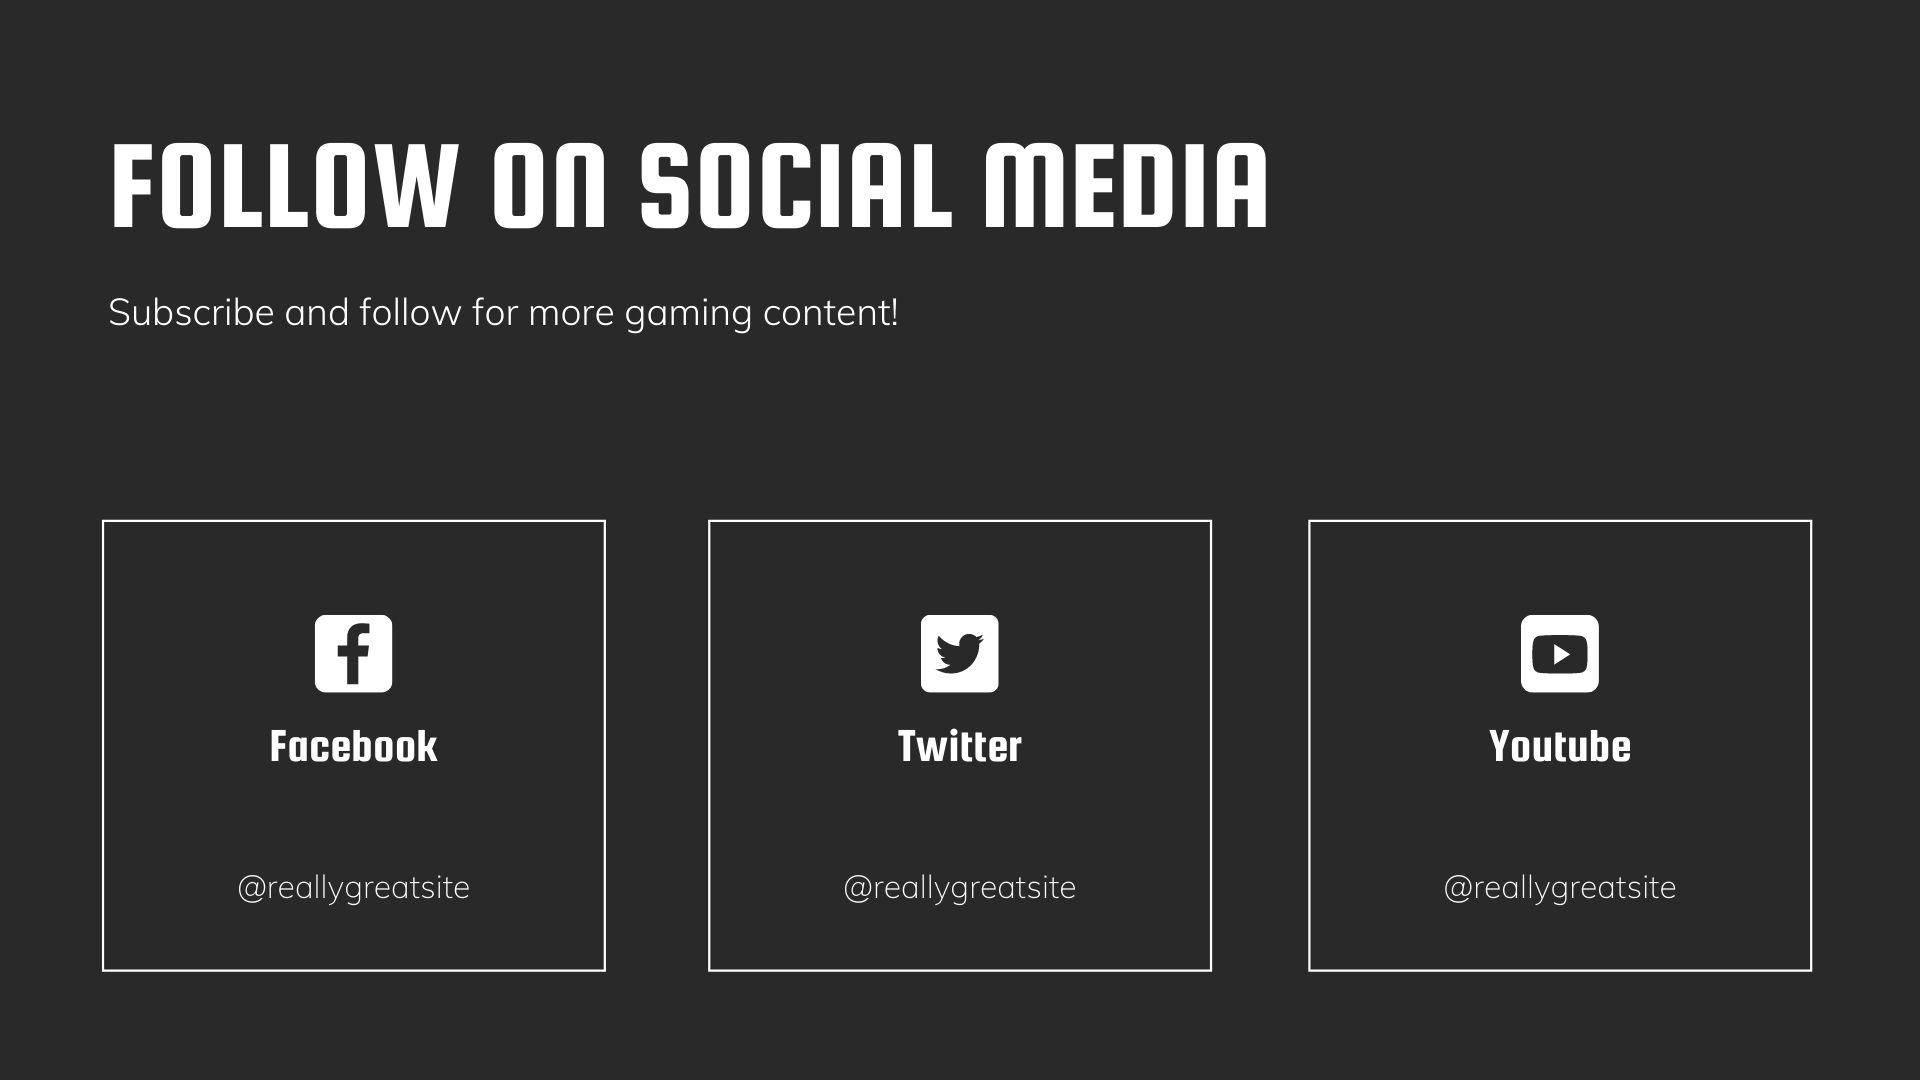 FOLLOW ON SOCIAL MEDIA
Subscribe and follow for more gaming content!
Facebook
@reallygreatsite
Twitter
@reallygreatsite
Youtube
@reallygreatsite